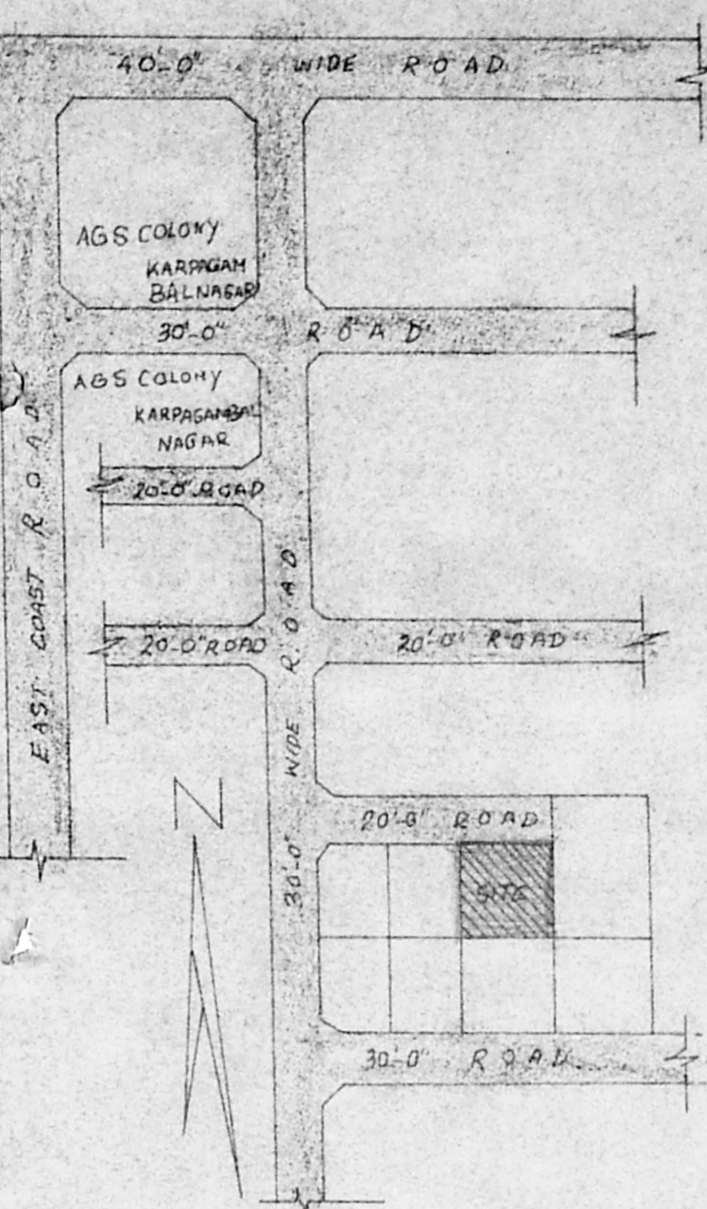 40'-0" WIDE ROAD
AGS COLONY
KARPAGAM
BALNAGAR
30'-0" ROAD
AGS COLONY
KARPAGAMBAL
NAGAR
20'-0" ROAD
EAST COAST ROAD
20'-0" ROAD
20'-0" ROAD
30'-0" WIDE ROAD
N
20'-0" ROAD
SITE
30'-0" ROAD